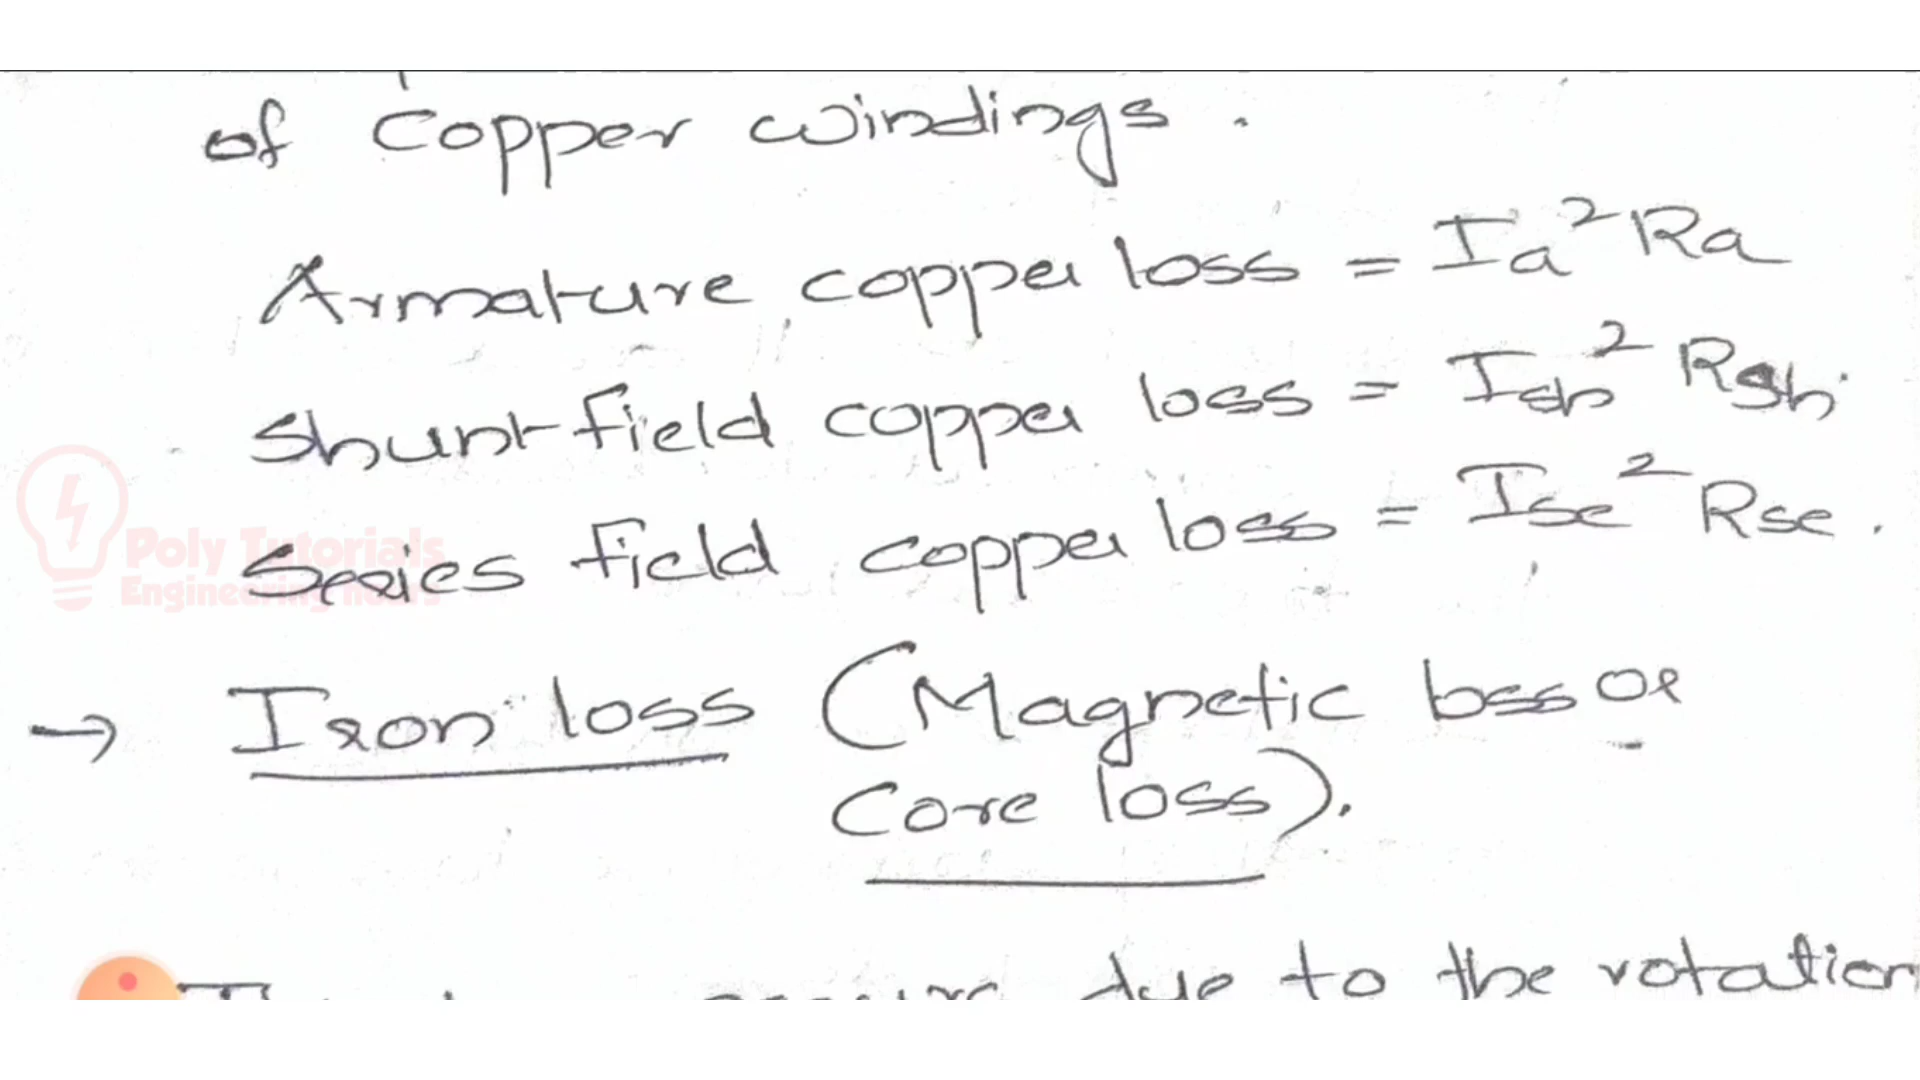 of Copper windings.
Armature copper loss = Ia²Ra
Shunt field copper loss = Ish² Rsh.
Series field copper loss = Ise² Rse.
Poly Tutorials
Engineering
→ Iron loss (Magnetic loss or
Core loss).
due to the rotation